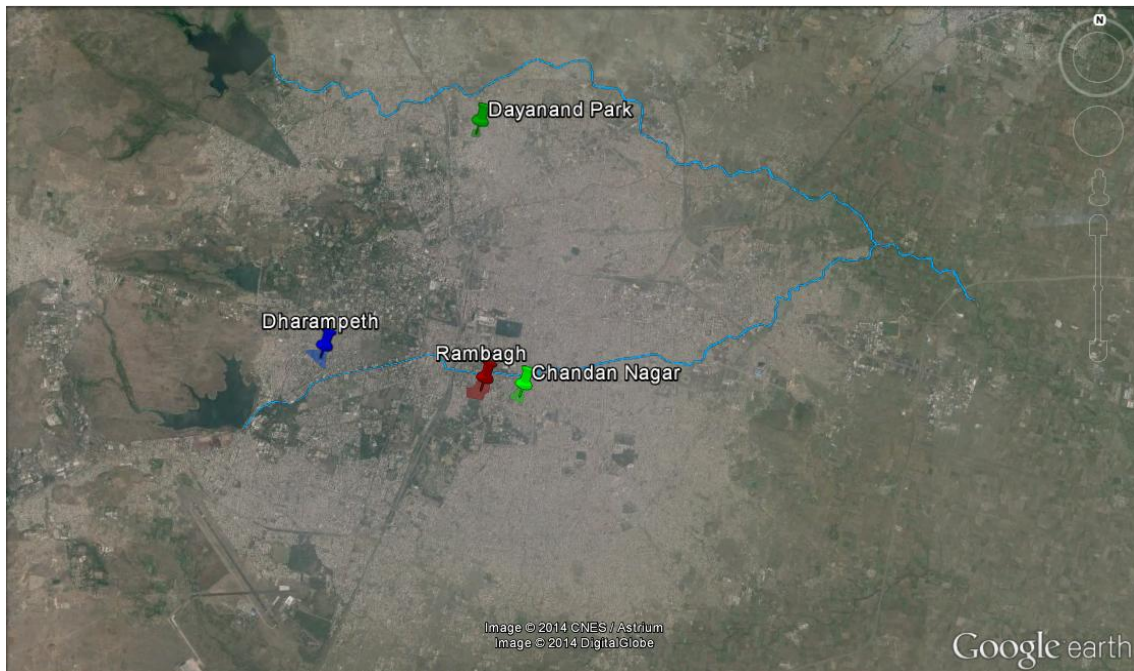 N
Dayanand Park
Dharampeth
Rambagh
Chandan Nagar
Image © 2014 CNES / Astrium
Image © 2014 DigitalGlobe
Google earth